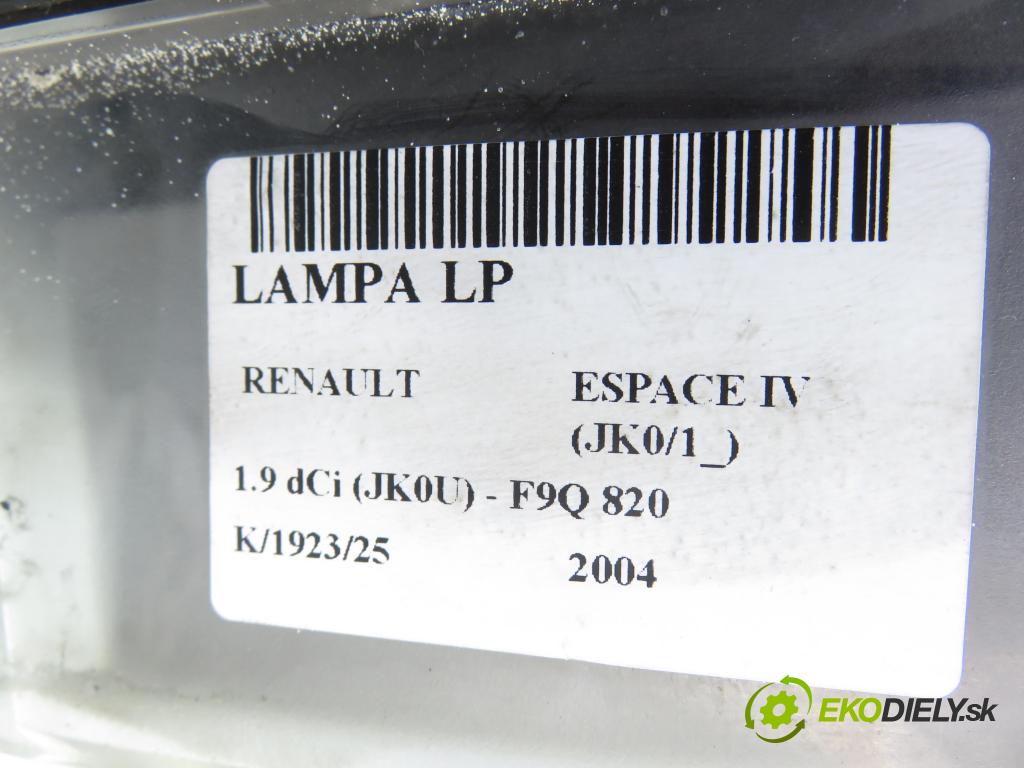 LAMPA LP
RENAULT ESPACE IV
(JK0/1_)
1.9 dCi (JK0U) - F9Q 820
K/1923/25 2004
EKODIELY.sk